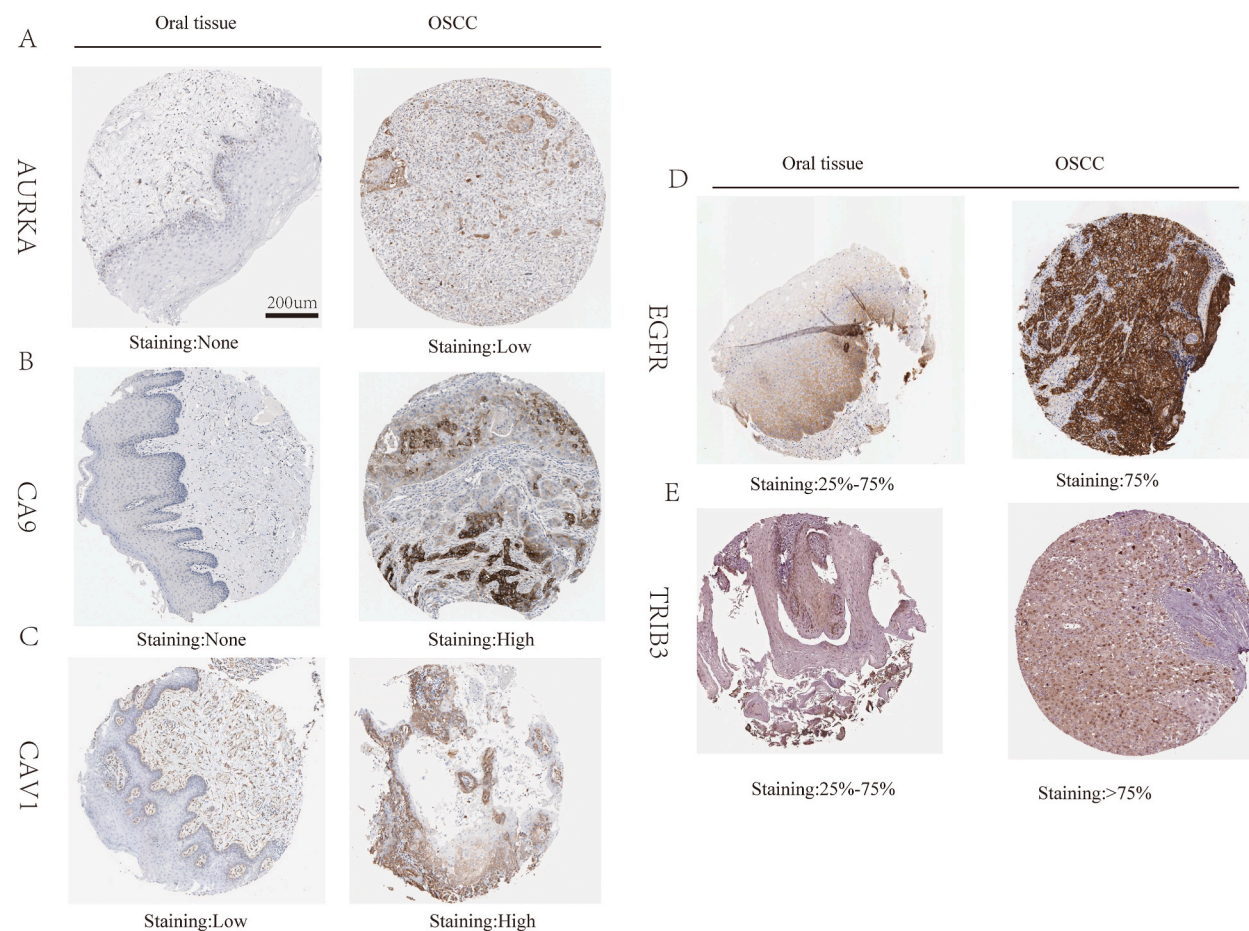 A
Oral tissue
OSCC
AURKA
200um
Staining:None
Staining:Low
B
CA9
Staining:None
Staining:High
C
CAV1
Staining:Low
Staining:High
D
Oral tissue
OSCC
EGFR
Staining:25%-75%
Staining:75%
E
TRIB3
Staining:25%-75%
Staining:>75%